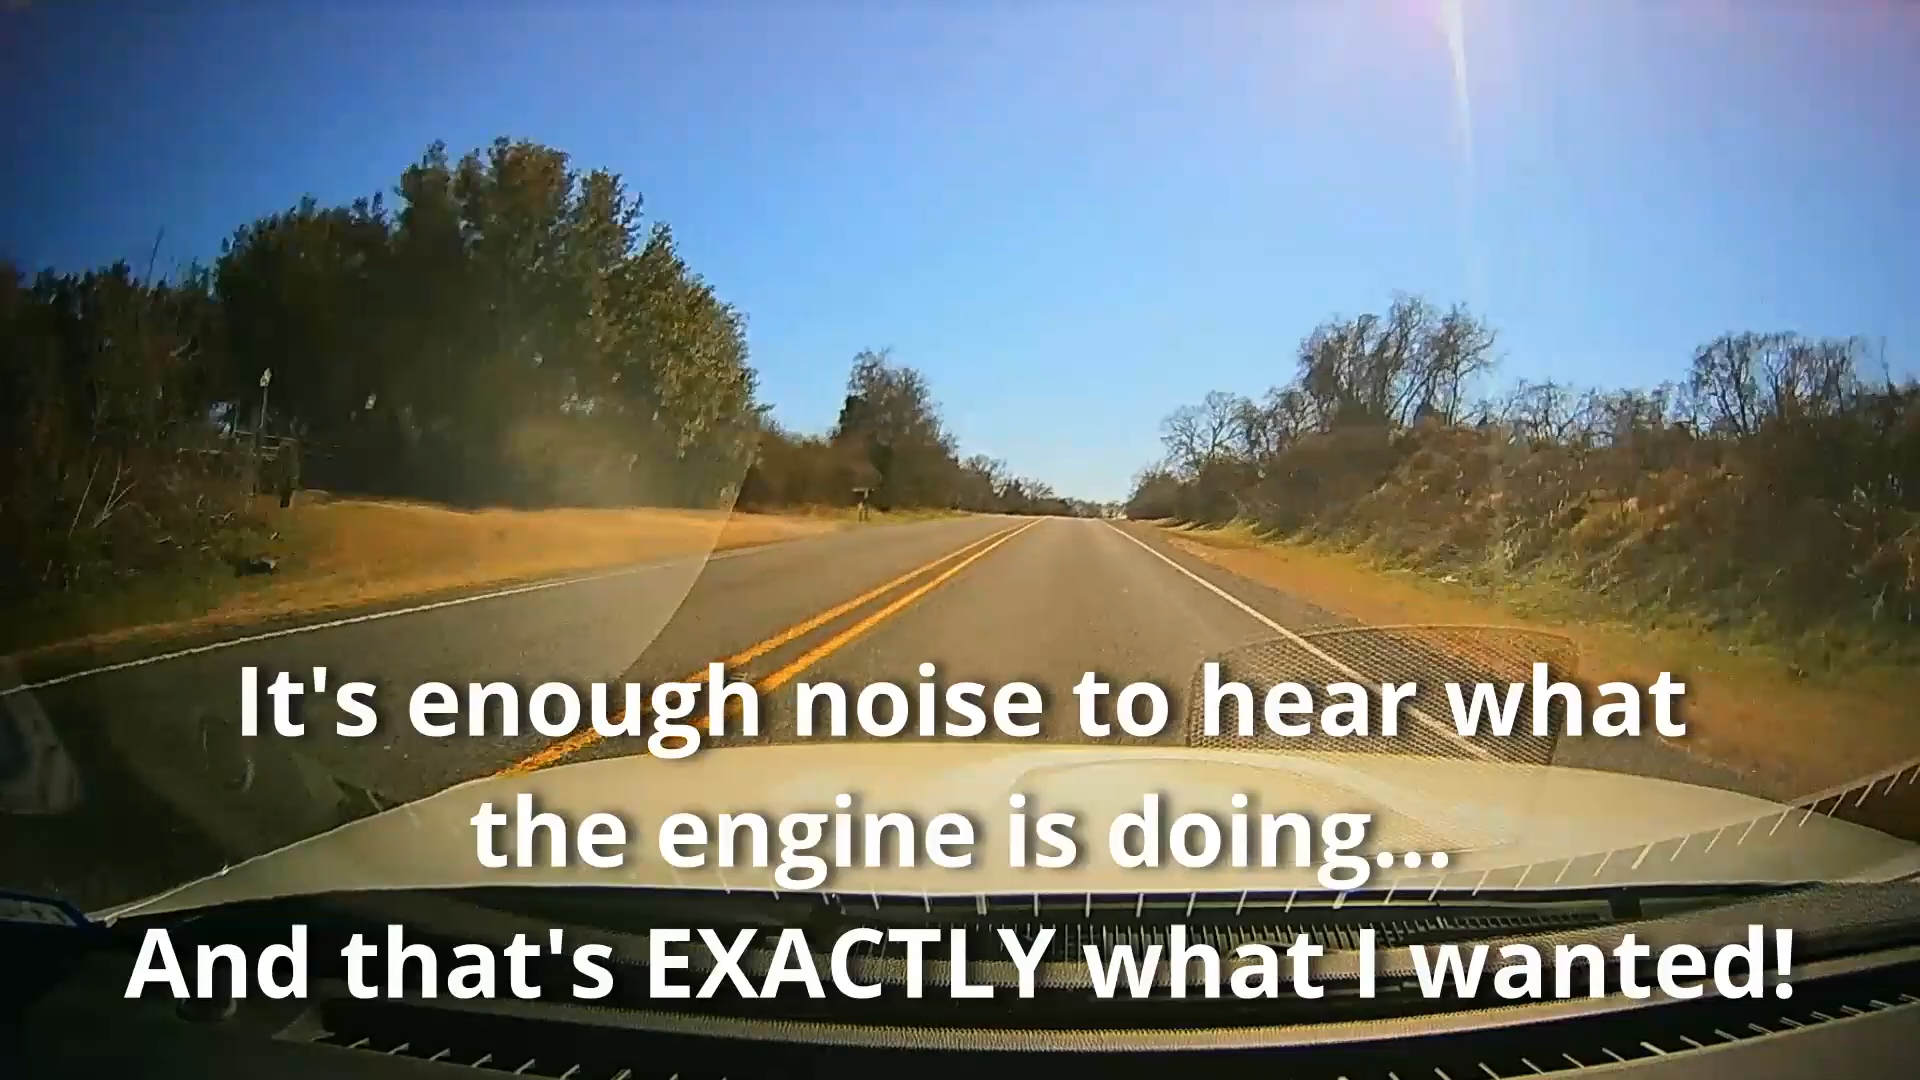 It's enough noise to hear what
the engine is doing...
And that's EXACTLY what I wanted!